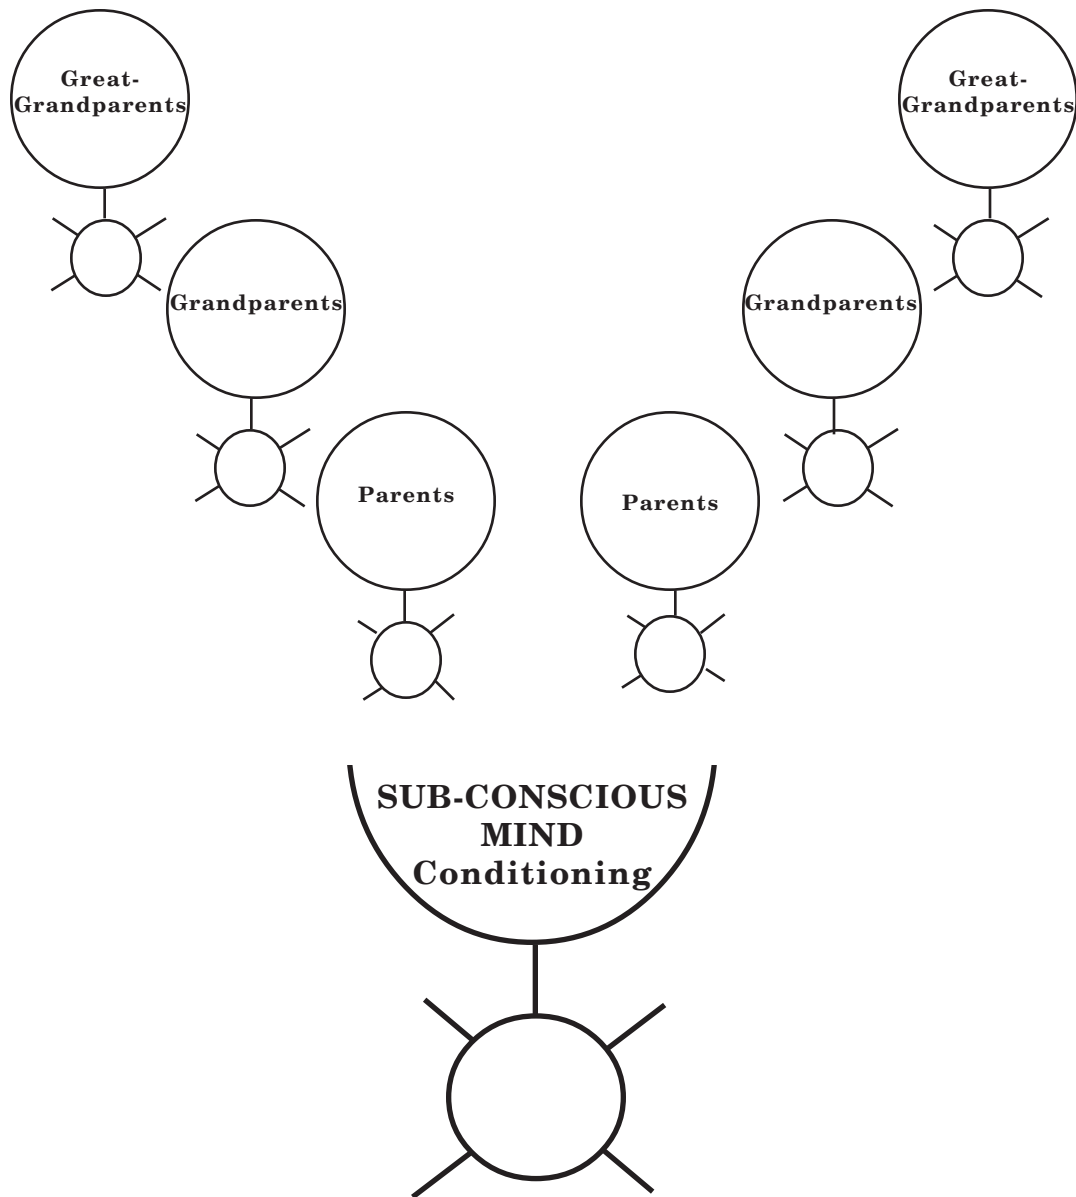 Great-
Grandparents
Great-
Grandparents
Grandparents
Grandparents
Parents
Parents
SUB-CONSCIOUS
MIND
Conditioning